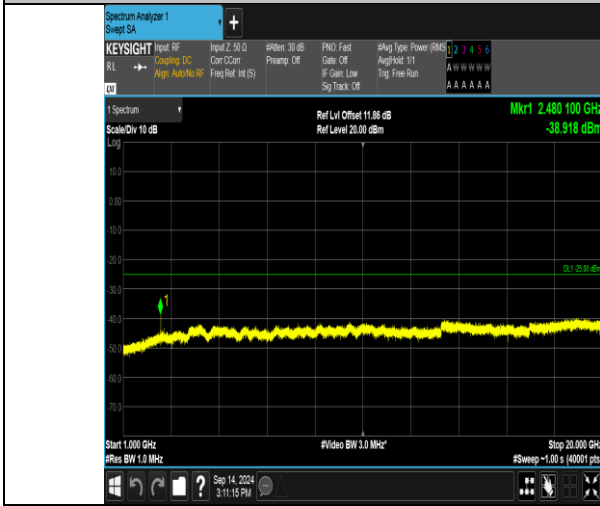 Spectrum Analyzer 1
Swept SA
+
KEYSIGHT
RL
Input: RF
Coupling: DC
Align: Auto/No RF
Input Z: 50 Ω
Corr CCorr
Freq Ref: Int (S)
#Atten: 30 dB
Preamp: Off
PNO: Fast
Gate: Off
IF Gain: Low
Sig Track: Off
#Avg Type: Power (RMS
Avg|Hold: 1/1
Trig: Free Run
1 2 3 4 5 6
A W W W W W
A A A A A A
1 Spectrum
Scale/Div 10 dB
Log
Ref Lvl Offset 11.86 dB
Ref Level 20.00 dBm
Mkr1 2.480 100 GHz
-38.918 dBm
10.0
0.00
-10.0
-20.0
DL1 -25.00 dBm
-30.0
1
-40.0
-50.0
-60.0
-70.0
Start 1.000 GHz
#Res BW 1.0 MHz
#Video BW 3.0 MHz*
Stop 20.000 GHz
#Sweep ~1.00 s (40001 pts
?
Sep 14, 2024
3:11:15 PM